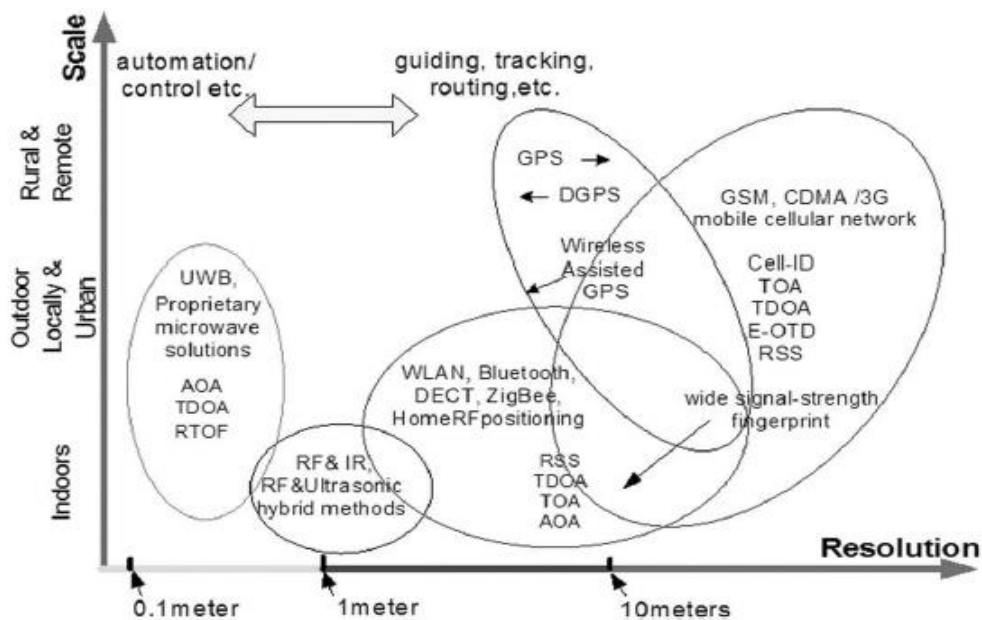 Scale
Rural &
Remote
Outdoor
Locally &
Urban
Indoors
automation/
control etc.
guiding, tracking,
routing,etc.
GPS
DGPS
Wireless
Assisted
GPS
GSM, CDMA /3G
mobile cellular network
Cell-ID
TOA
TDOA
E-OTD
RSS
UWB,
Proprietary
microwave
solutions
AOA
TDOA
RTOF
WLAN, Bluetooth,
DECT, ZigBee,
HomeRFpositioning
RSS
TDOA
TOA
AOA
wide signal-strength
fingerprint
RF& IR,
RF&Ultrasonic
hybrid methods
Resolution
0.1meter
1meter
10meters